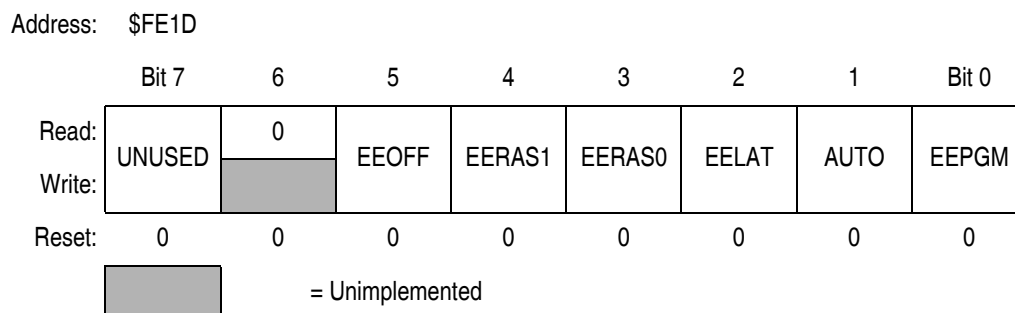 Address: $FE1D
Bit 7 6 5 4 3 2 1 Bit 0
Read: 0
UNUSED EEOFF EERAS1 EERAS0 EELAT AUTO EEPGM
Write:
Reset: 0 0 0 0 0 0 0 0
= Unimplemented